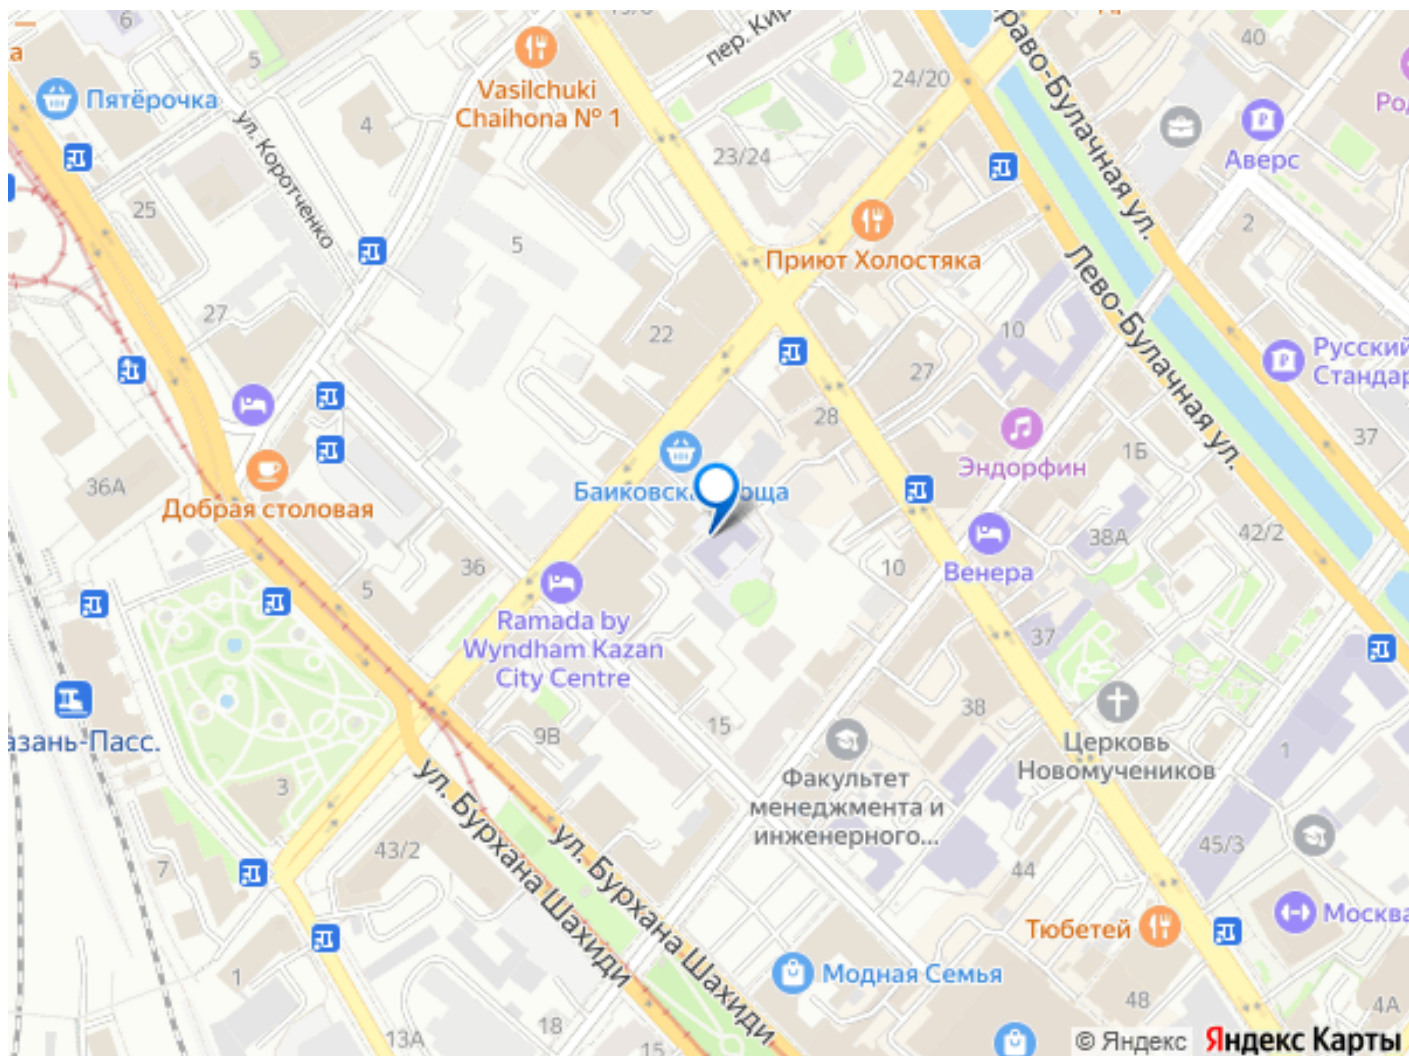 6
5
пер. Кир
24/20
40
Право-Булачная ул.
Vasilchuki
Chaihona № 1
Пятёрочка
4
ул. Коротченко
23/24
Аверс
Род
25
5
2
Приют Холостяка
Лево-Булачная ул.
27
22
10
Русский
Стандар
27
28
37
1Б
Эндорфин
36А
Добрая столовая
42/2
38А
36
10
Венера
5
Ramada by
Wyndham Kazan
City Centre
37
38
15
9В
азань-Пасс.
Церковь
Новомучеников
1
Факультет
менеджмента и
инженерного...
3
ул. Бурхана Шахиди
ул. Бурхана Шахиди
43/2
7
45/3
44
Москва
Тюбетей
1
Модная Семья
48
4А
18
13А
15
© Яндекс Яндекс Карты